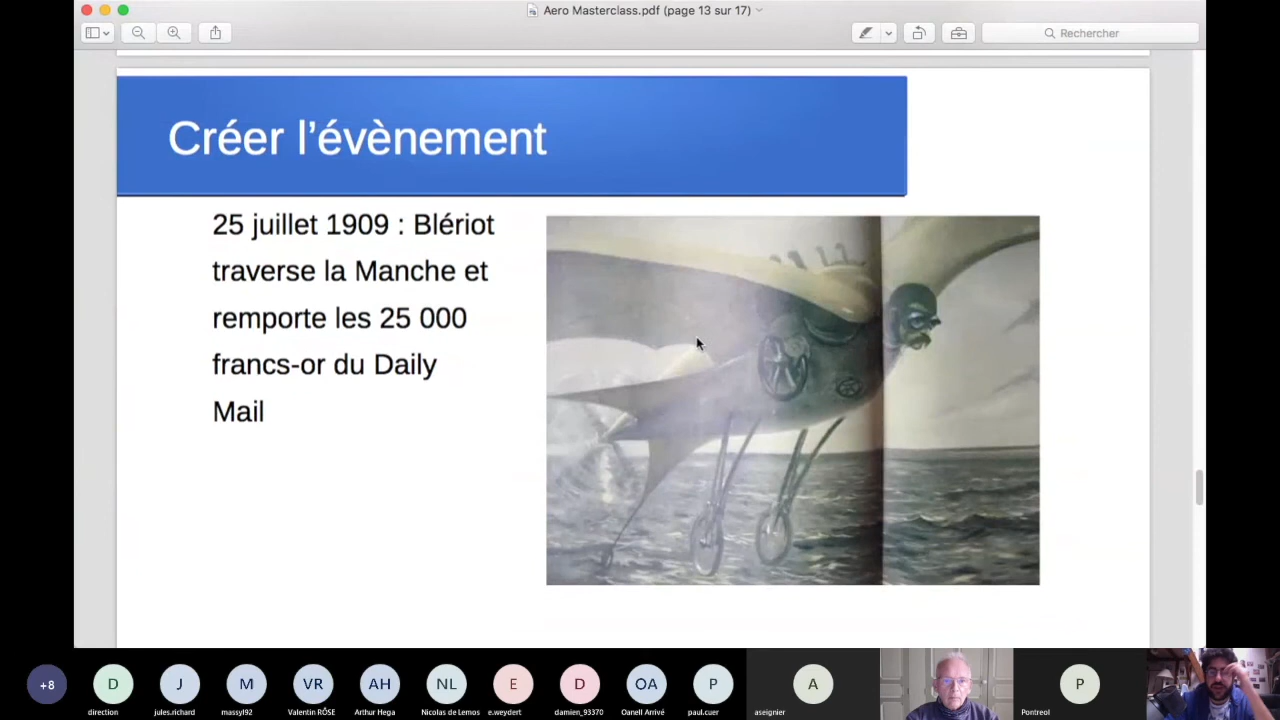 Aero Masterclass.pdf (page 13 sur 17)
Rechercher
Créer l’évènement
25 juillet 1909 : Blériot
traverse la Manche et
remporte les 25 000
francs-or du Daily
Mail
+8
D
J
M
VR
AH
NL
E
D
OA
P
A
P
direction
jules.richard
massyl92
Valentin RÖSE
Arthur Hega
Nicolas de Lemos
e.weydert
damien_93370
Oanell Arrivé
paul.cuer
aseignier
Pontreol